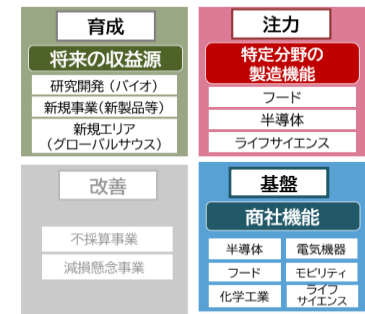 育成
将来の収益源
研究開発（バイオ）
新規事業（新製品等）
新規エリア
（グローバルサウス）
注力
特定分野の
製造機能
フード
半導体
ライフサイエンス
改善
不採算事業
減損懸念事業
基盤
商社機能
半導体
電気機器
フード
モビリティ
化学工業
ライフ
サイエンス